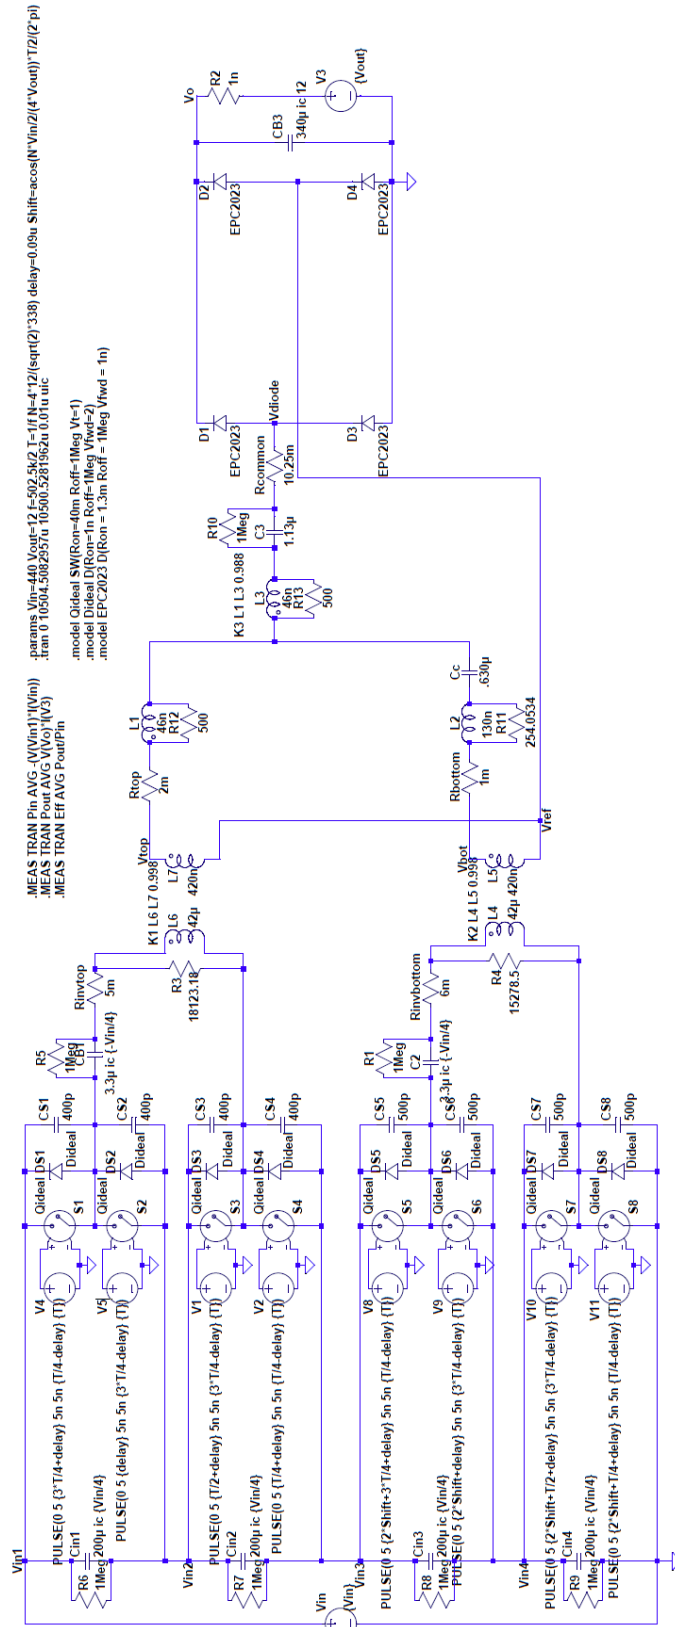 .MEAS TRAN Pin AVG -(V(Vin1)*I(Vin))
.MEAS TRAN Pout AVG V(Vo)*I(V3)
.MEAS TRAN Eff AVG Pout/Pin
.params Vin=440 Vout=12 f=502.5k/2 T=1/f N=4*12/(sqrt(2)*338) delay=0.09u Shift=acos(N*Vin/2/(4*Vout))*T/2/(2*pi)
.tran 0 10504.5082957u 10500.5281962u 0.01u uic
.model Qideal SW(Ron=40m Roff=1Meg Vt=1)
.model Dideal D(Ron=1n Roff=1Meg Vfwd=2)
.model EPC2023 D(Ron = 1.3m Roff = 1Meg Vfwd = 1n)
Vin1
Cin1
200µ ic {Vin/4}
R6
1Meg
V4
PULSE(0 5 {3*T/4+delay} 5n 5n {T/4-delay} {T})
V5
PULSE(0 5 {delay} 5n 5n {3*T/4-delay} {T})
Qideal
S1
S2
DS1
Dideal
DS2
Dideal
CS1
400p
CS2
400p
R5
1Meg
CB1
3.3µ ic {-Vin/4}
Rinvtop
5m
R3
18123.18
K1 L6 L7 0.998
L6
42µ
L7
420n
Vtop
Rtop
2m
L1
46n
R12
500
Vin2
Cin2
200µ ic {Vin/4}
R7
1Meg
V1
PULSE(0 5 {T/2+delay} 5n 5n {3*T/4-delay} {T})
V2
PULSE(0 5 {T/4+delay} 5n 5n {T/4-delay} {T})
Qideal
S3
S4
DS3
Dideal
DS4
Dideal
CS3
400p
CS4
400p
K3 L1 L3 0.988
L3
46n
R13
500
R10
1Meg
C3
1.13µ
Rcommon
10.25m
Vdiode
D1
EPC2023
D2
EPC2023
D3
EPC2023
D4
EPC2023
Vo
R2
1n
CB3
340µ ic 12
V3
{Vout}
Vin
{Vin}
Vin3
Cin3
200µ ic {Vin/4}
R8
1Meg
V8
PULSE(0 5 {2*Shift+3*T/4+delay} 5n 5n {T/4-delay} {T})
V9
PULSE(0 5 {2*Shift+delay} 5n 5n {3*T/4-delay} {T})
Qideal
S5
S6
DS5
Dideal
DS6
Dideal
CS5
500p
CS6
500p
R1
1Meg
C2
3.3µ ic {-Vin/4}
Rinvbottom
6m
R4
15278.5
K2 L4 L5 0.998
L4
42µ
L5
420n
Vbot
Rbottom
1m
L2
130n
R11
254.0534
Cc
.630µ
Vref
Vin4
Cin4
200µ ic {Vin/4}
R9
1Meg
V10
PULSE(0 5 {2*Shift+T/2+delay} 5n 5n {3*T/4-delay} {T})
V11
PULSE(0 5 {2*Shift+T/4+delay} 5n 5n {T/4-delay} {T})
Qideal
S7
S8
DS7
Dideal
DS8
Dideal
CS7
500p
CS8
500p